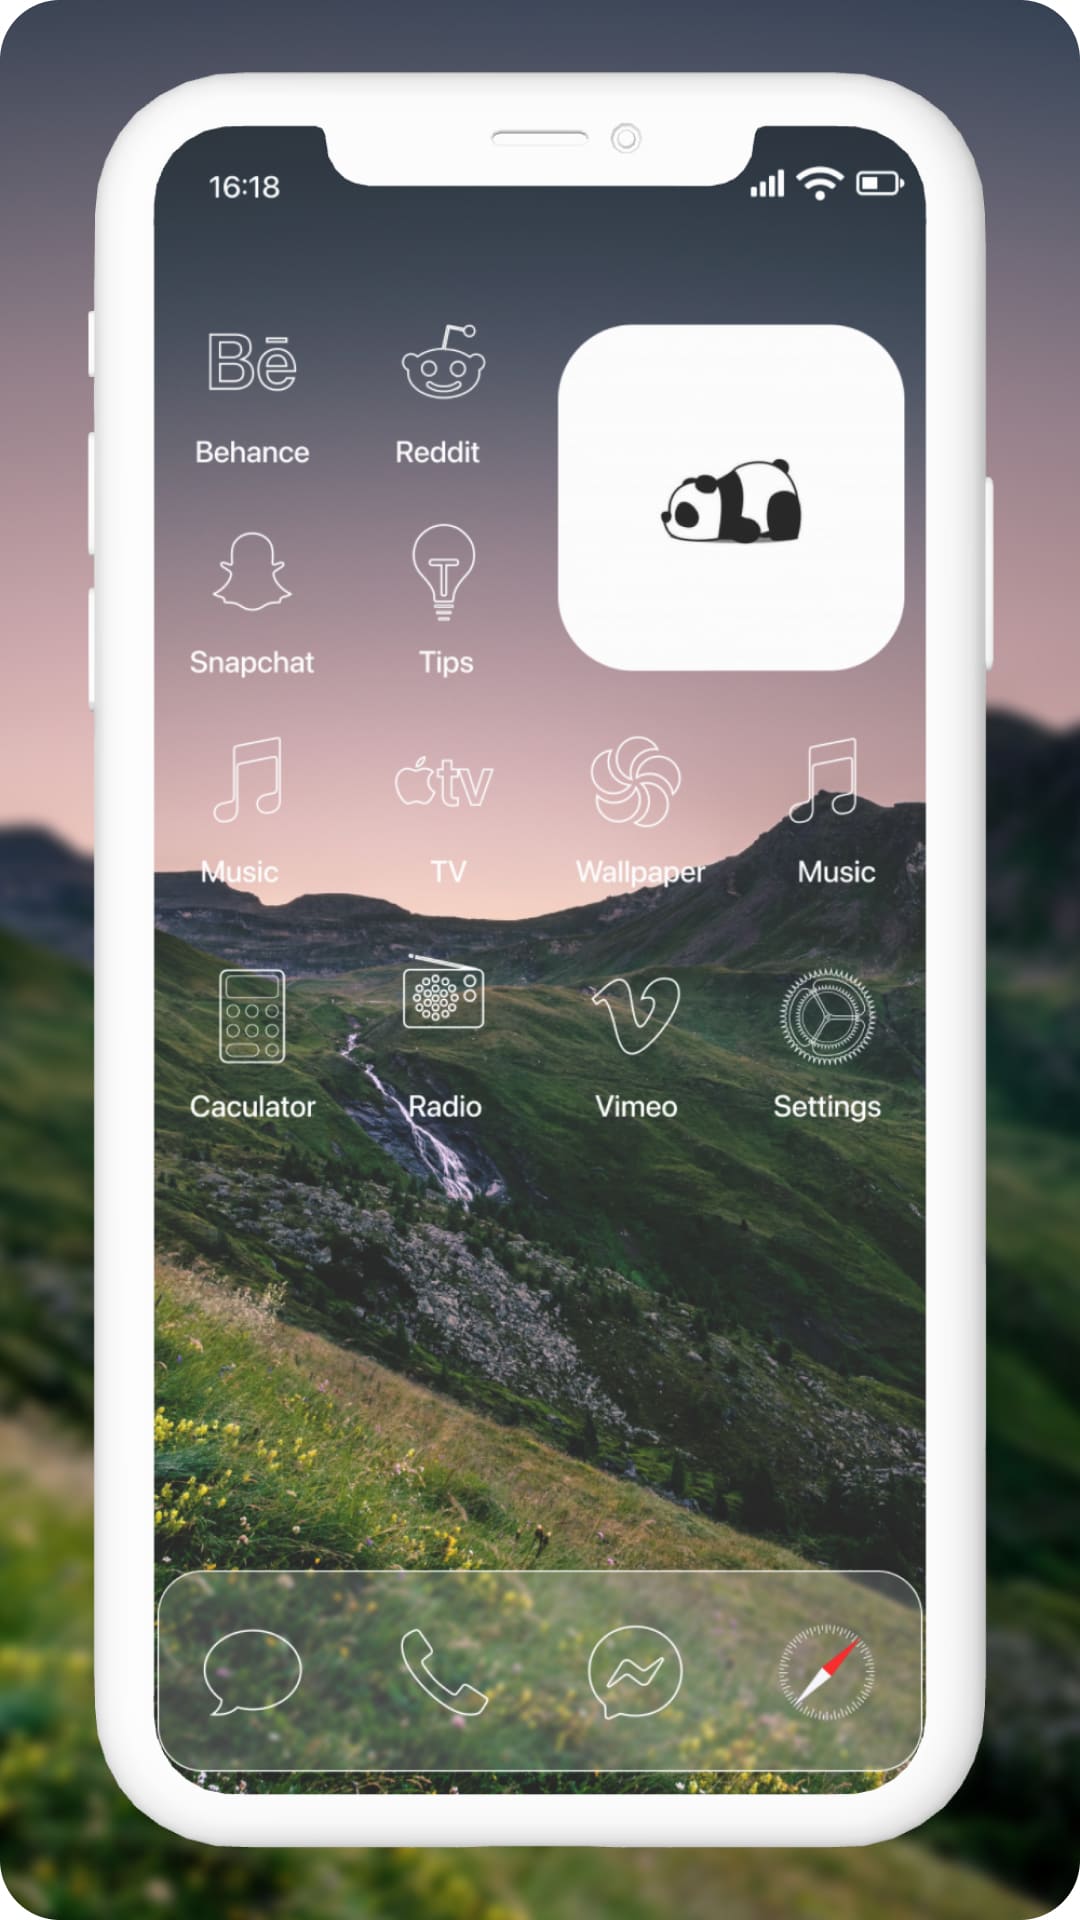 16:18
Bē
Behance
Reddit
T
Snapchat
Tips
tv
Music
TV
Wallpaper
Music
Caculator
Radio
Vimeo
Settings